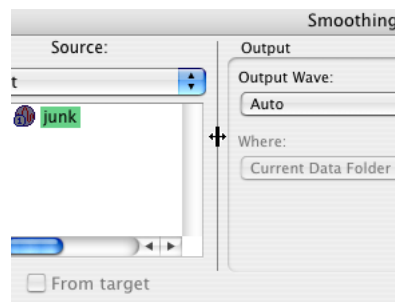 Smoothing
Source:
Output
Output Wave:
t
Auto
junk
Where:
Current Data Folder
From target